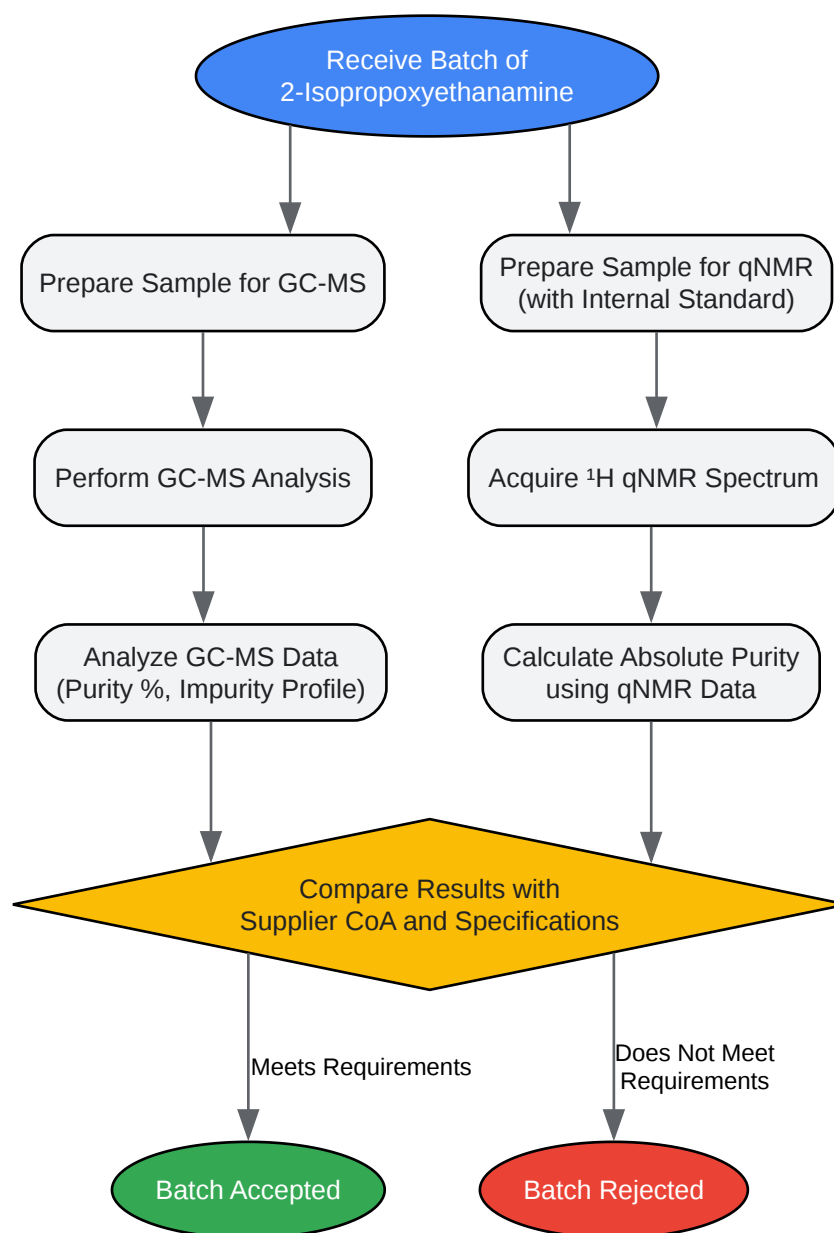 Receive Batch of
2-Isopropoxyethanamine
Prepare Sample for GC-MS
Prepare Sample for qNMR
(with Internal Standard)
Perform GC-MS Analysis
Acquire ¹H qNMR Spectrum
Analyze GC-MS Data
(Purity %, Impurity Profile)
Calculate Absolute Purity
using qNMR Data
Compare Results with
Supplier CoA and Specifications
Meets Requirements
Does Not Meet
Requirements
Batch Accepted
Batch Rejected